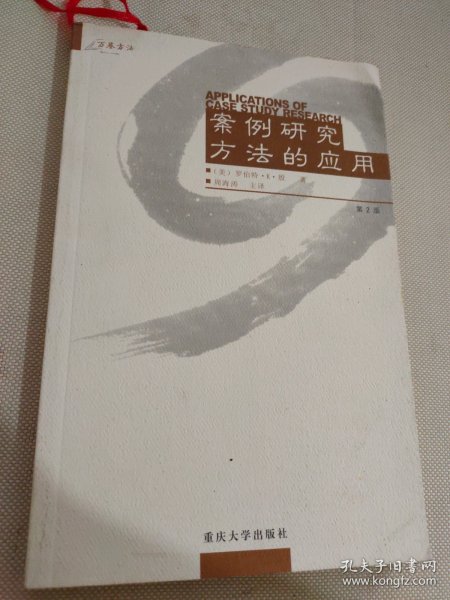 万卷方法
APPLICATIONS OF
CASE STUDY RESEARCH
案例研究
方法的应用
■（美）罗伯特·K·殷 著
■ 周海涛 主译
第2版
重庆大学出版社
孔夫子旧书网
www.kongfz.com